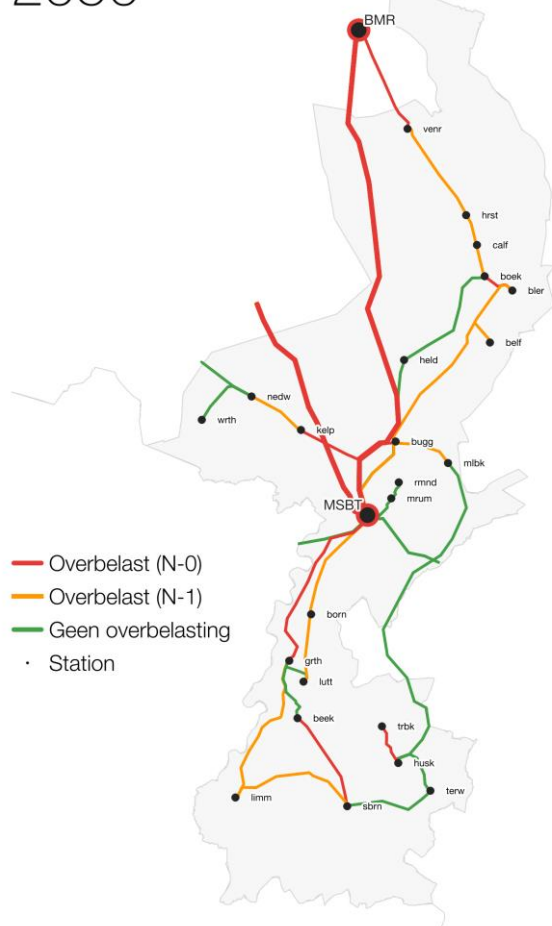 BMR
venr
hrst
calf
boek
bler
held
belf
nedw
wrth
kelp
bugg
mlbk
rmnd
mrum
MSBT
Overbelast (N-0)
Overbelast (N-1)
Geen overbelasting
Station
born
grth
lutt
beek
trbk
husk
limm
sbrn
terw